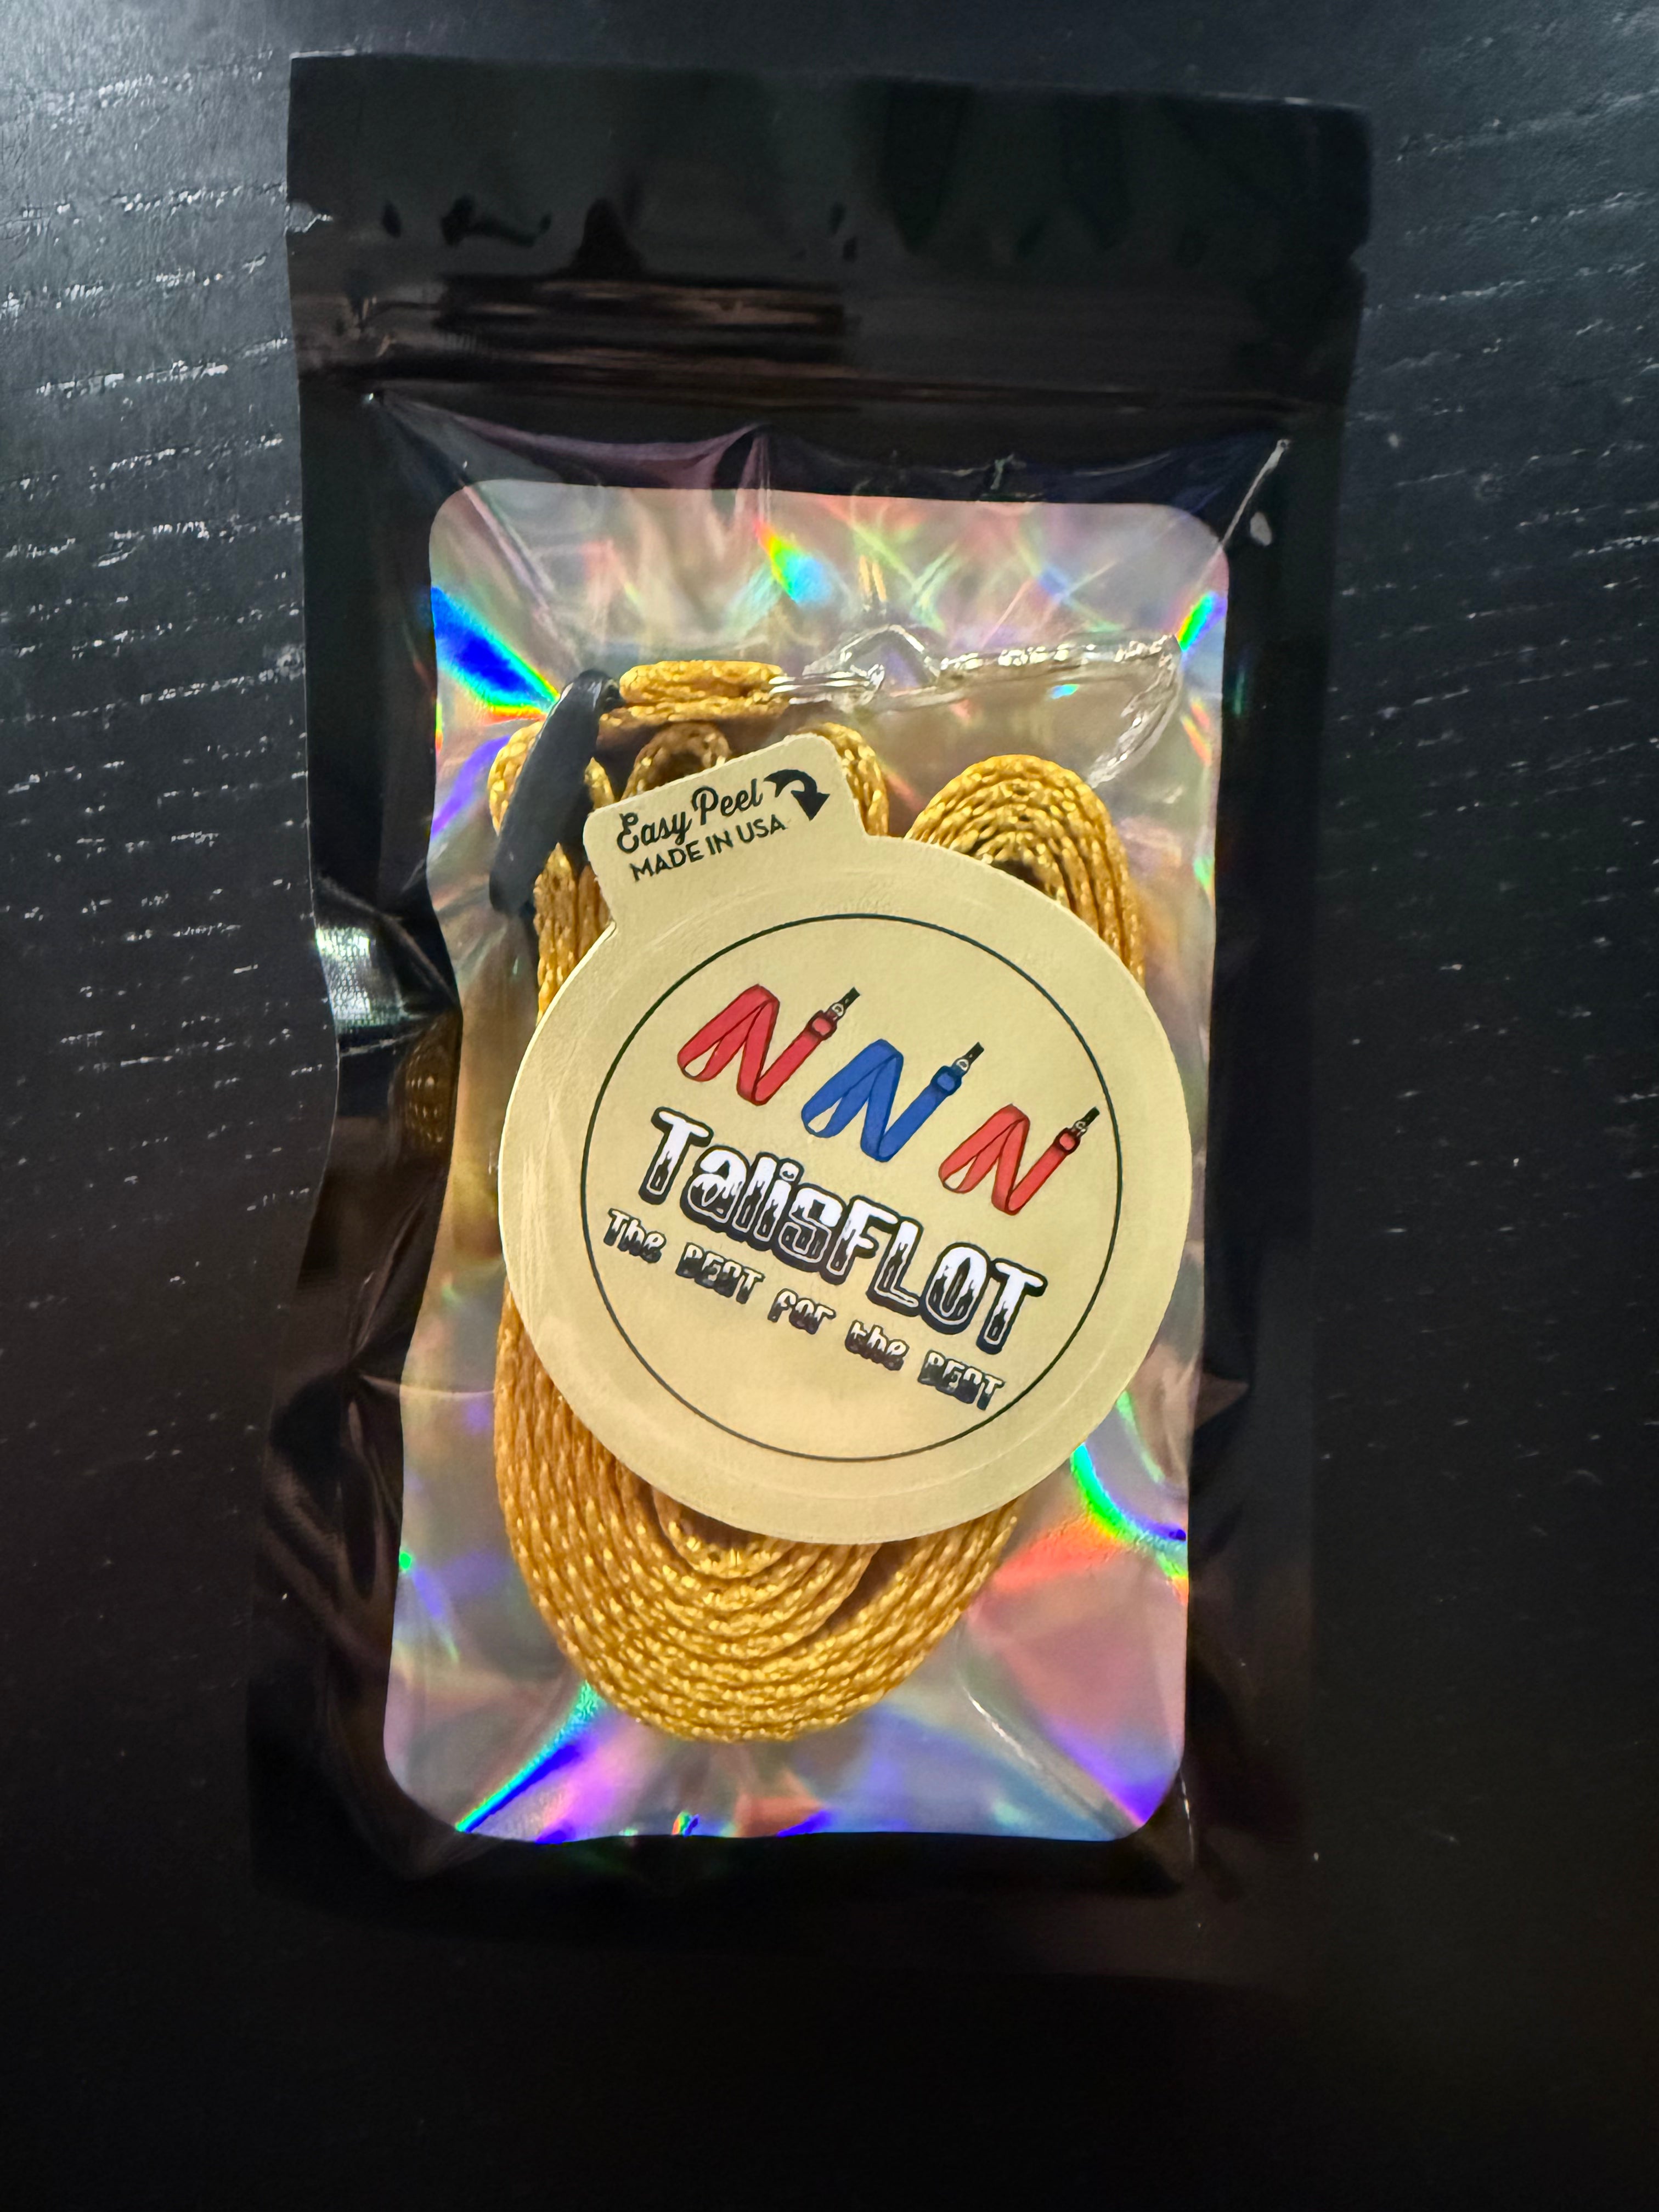 Easy Peel
MADE IN USA
TalisFLOT
The BEST for the BEST